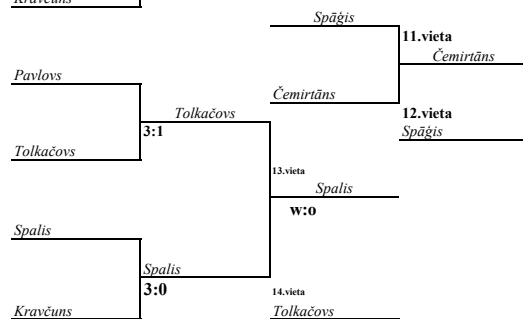 Kravčuns
Spāģis
11.vieta
Čemirtāns
Pavlovs
Čemirtāns
Tolkačovs
12.vieta
3:1
Spāģis
Tolkačovs
13.vieta
Spalis
w:o
Spalis
Spalis
3:0
14.vieta
Kravčuns
Tolkačovs